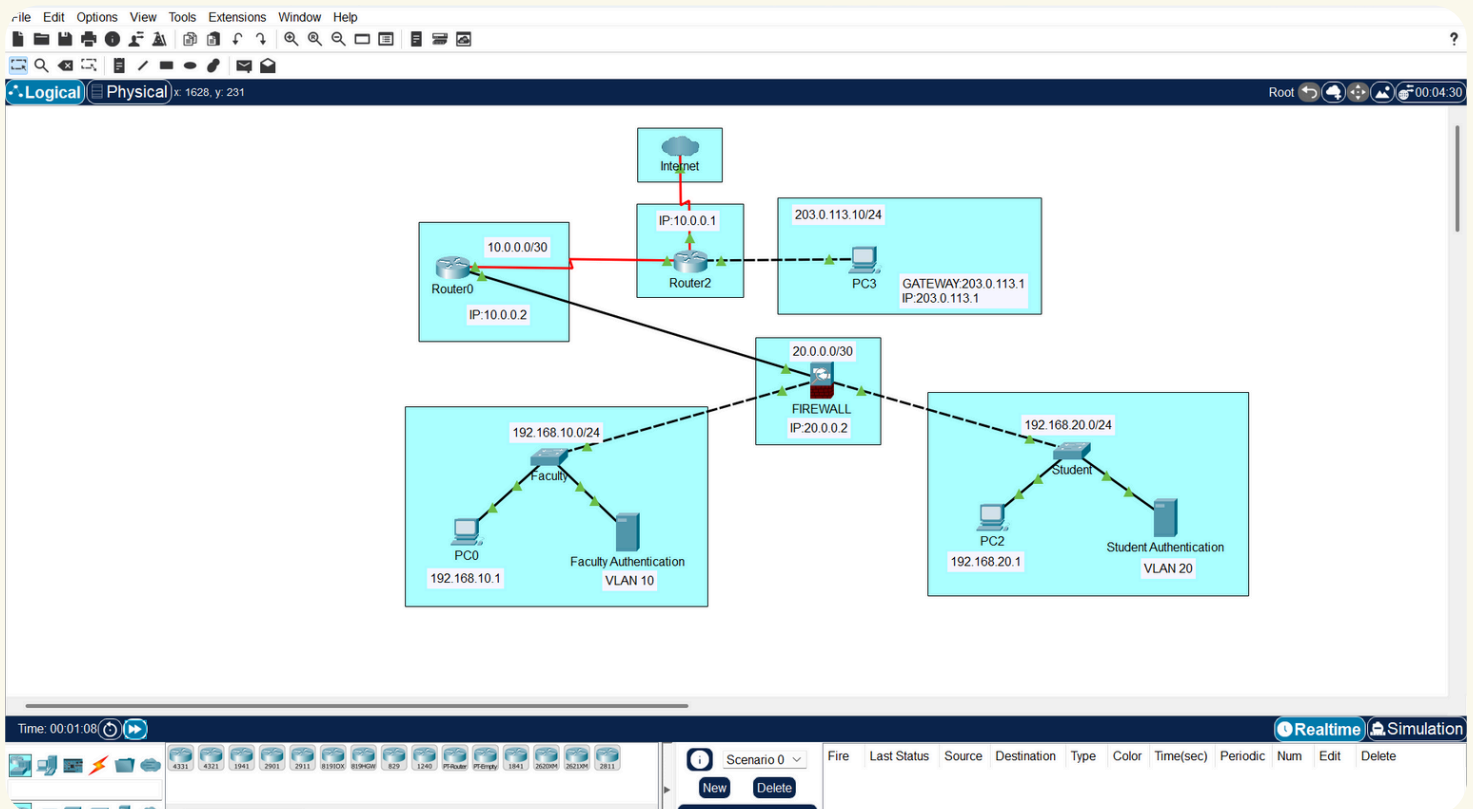 File Edit Options View Tools Extensions Window Help
?
Logical Physical x: 1628, y: 231 Root 00:04:30
Internet
IP:10.0.0.1
203.0.113.10/24
10.0.0.0/30
Router0
Router2
PC3
GATEWAY:203.0.113.1
IP:203.0.113.1
IP:10.0.0.2
20.0.0.0/30
FIREWALL
IP:20.0.0.2
192.168.10.0/24
Faculty
PC0
192.168.10.1
Faculty Authentication
VLAN 10
192.168.20.0/24
Student
PC2
192.168.20.1
Student Authentication
VLAN 20
Time: 00:01:08 Realtime Simulation
4331 4321 1941 2901 2911 819IOX 819HGW 829 1240 PT-Router PT-Empty 1841 2620XM 2621XM 2811
Scenario 0
New Delete
Fire Last Status Source Destination Type Color Time(sec) Periodic Num Edit Delete